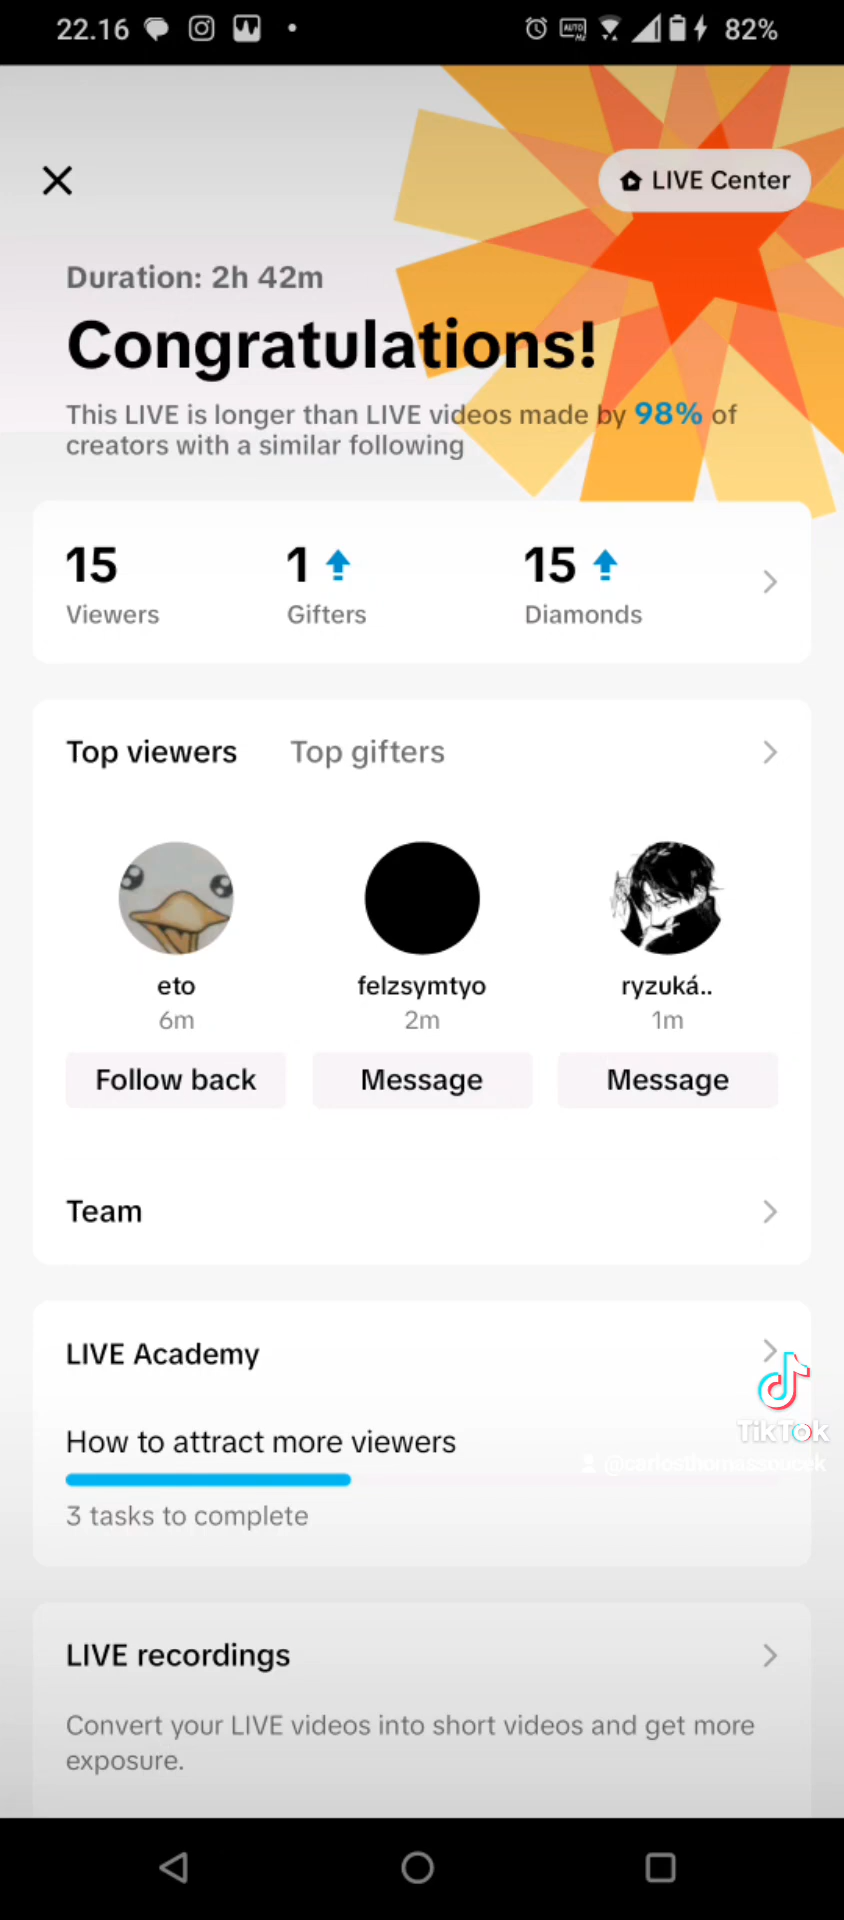 22.16
82%
LIVE Center
Duration: 2h 42m
Congratulations!
This LIVE is longer than LIVE videos made by 98% of
creators with a similar following
15 1 15
Viewers Gifters Diamonds
Top viewers Top gifters
eto felzsymtyo ryzuká..
6m 2m 1m
Follow back Message Message
Team
LIVE Academy
How to attract more viewers
TikTok
@carlosthomassoucek
3 tasks to complete
LIVE recordings
Convert your LIVE videos into short videos and get more
exposure.